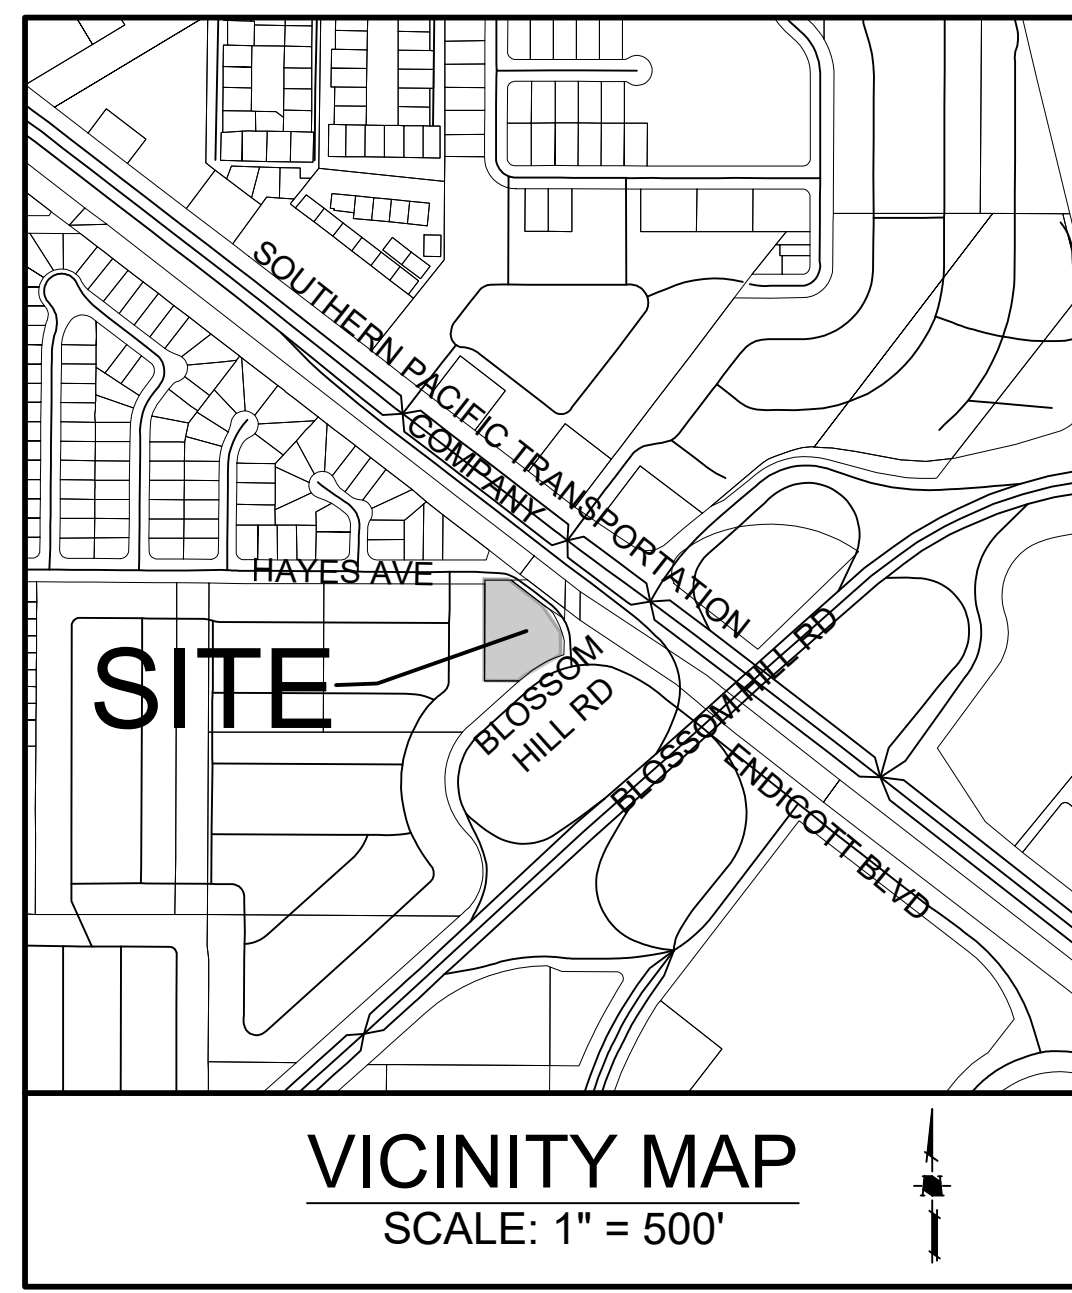 SOUTHERN PACIFIC TRANSPORTATION
COMPANY
HAYES AVE
SITE
BLOSSOM
HILL RD
BLOSSOM HILL RD
ENDICOTT BLVD
VICINITY MAP
SCALE: 1" = 500'
N